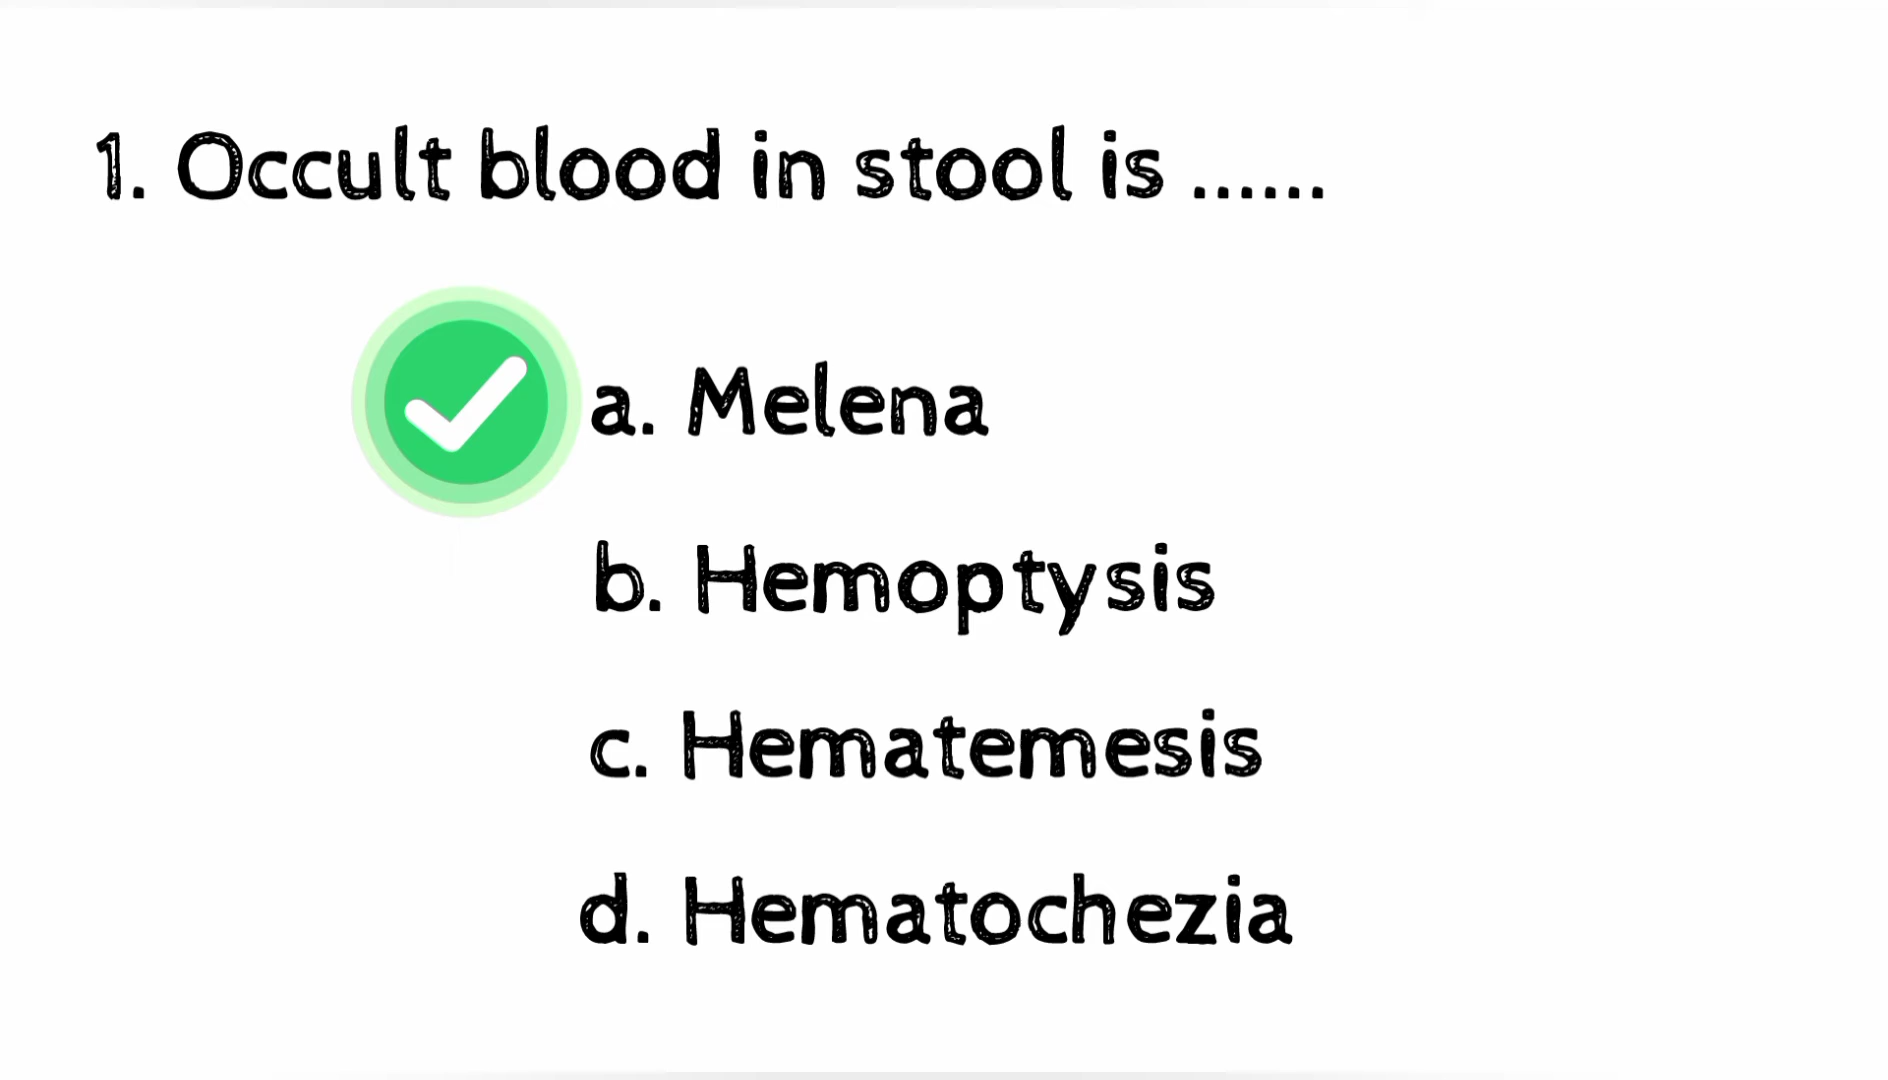 1. Occult blood in stool is ......
a. Melena
b. Hemoptysis
c. Hematemesis
d. Hematochezia